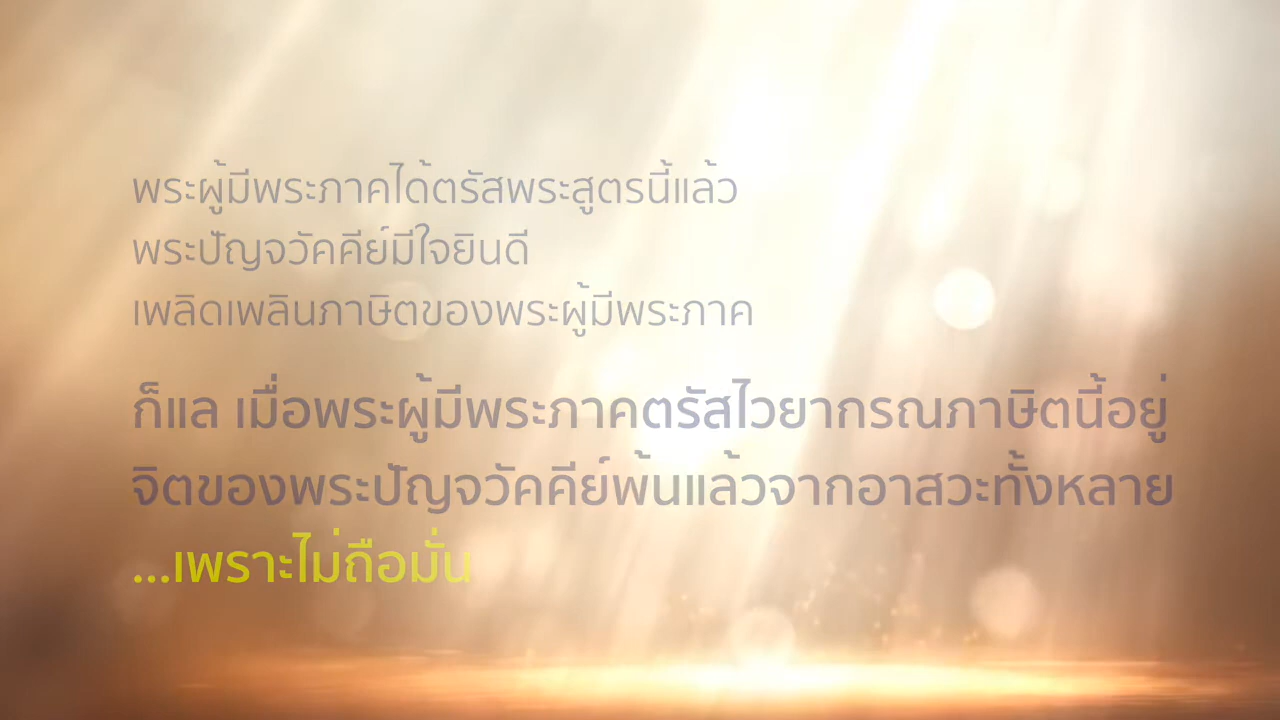 พระผู้มีพระภาคได้ตรัสพระสูตรนี้แล้ว
พระปัญจวัคคีย์มีใจยินดี
เพลิดเพลินภาษิตของพระผู้มีพระภาค
ก็แล เมื่อพระผู้มีพระภาคตรัสไวยากรณภาษิตนี้อยู่
จิตของพระปัญจวัคคีย์พ้นแล้วจากอาสวะทั้งหลาย
...เพราะไม่ถือมั่น